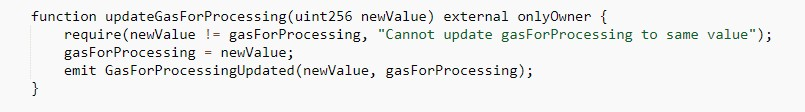 function updateGasForProcessing(uint256 newValue) external onlyOwner {
    require(newValue != gasForProcessing, "Cannot update gasForProcessing to same value");
    gasForProcessing = newValue;
    emit GasForProcessingUpdated(newValue, gasForProcessing);
}